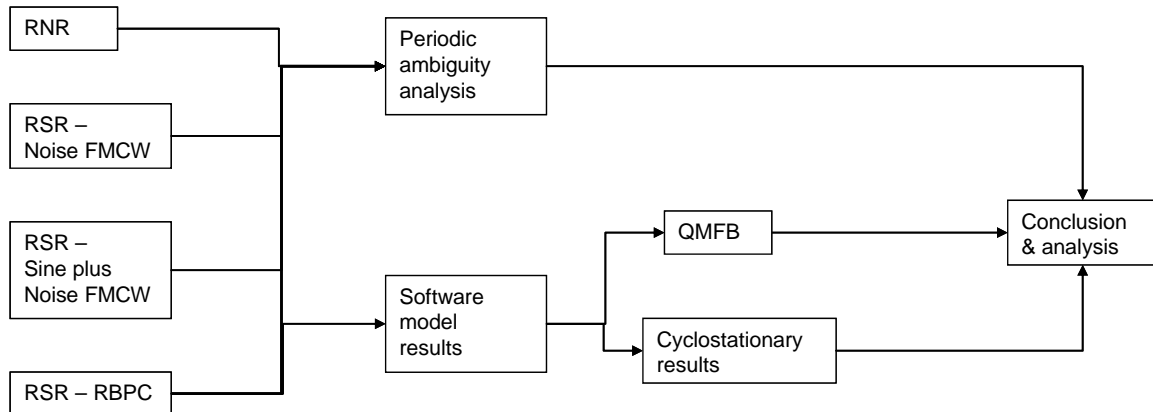 RNR
RSR –
Noise FMCW
RSR –
Sine plus
Noise FMCW
RSR – RBPC
Periodic
ambiguity
analysis
Software
model
results
QMFB
Cyclostationary
results
Conclusion
& analysis